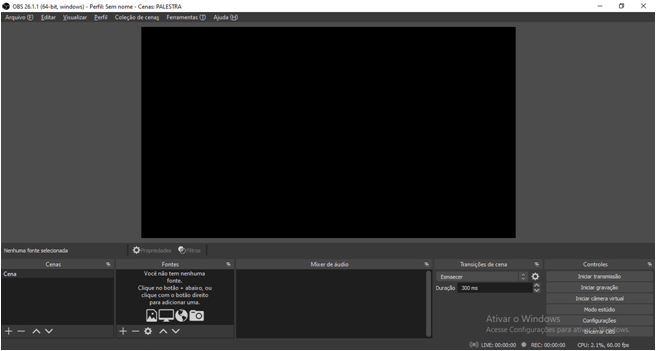 OBS 26.1.1 (64-bit, windows) - Perfil: Sem nome - Cenas: PALESTRA
Arquivo (F) Editar Visualizar Perfil Coleção de cenas Ferramentas (T) Ajuda (H)
Nenhuma fonte selecionada Propriedades Filtros
Cenas Fontes Mixer de áudio Transições de cena Controles
Cena
Você não tem nenhuma
fonte.
Clique no botão + abaixo, ou
clique com o botão direito
para adicionar uma.
Esmaecer
Duração 300 ms
Iniciar transmissão
Iniciar gravação
Iniciar câmera virtual
Modo estúdio
Configurações
Encerrar OBS
Ativar o Windows
Acesse Configurações para ativar o Windows.
LIVE: 00:00:00 REC: 00:00:00 CPU: 2.1%, 60.00 fps